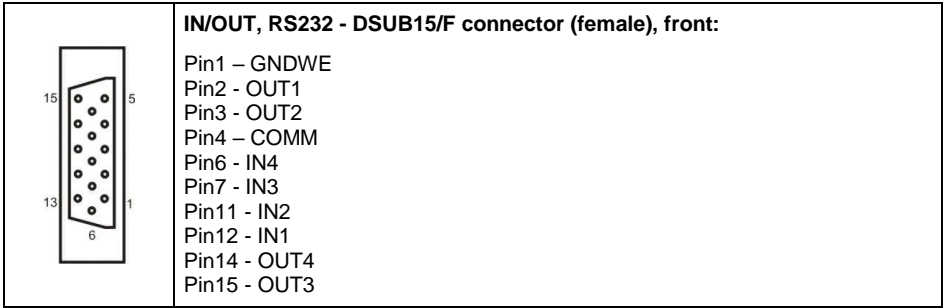 IN/OUT, RS232 - DSUB15/F connector (female), front:
Pin1 – GNDWE
Pin2 - OUT1
Pin3 - OUT2
Pin4 – COMM
Pin6 - IN4
Pin7 - IN3
Pin11 - IN2
Pin12 - IN1
Pin14 - OUT4
Pin15 - OUT3
15 5
13 1
6